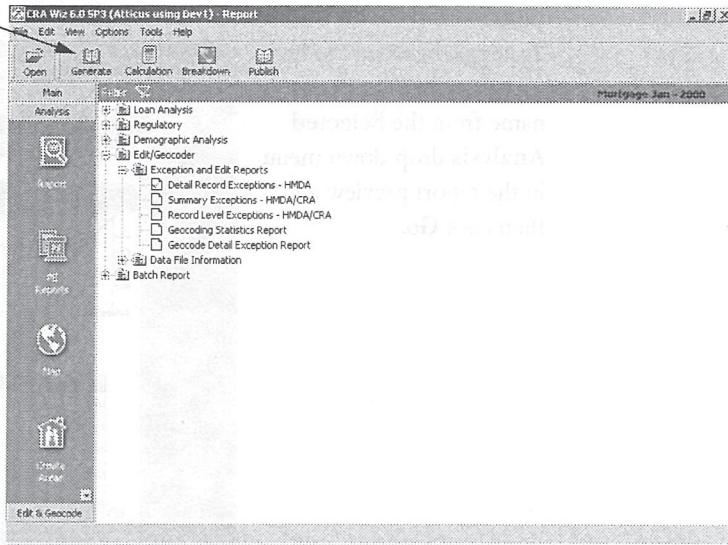 CRA Wiz 6.0 SP3 (Atticus using Dev1) - Report
File Edit View Options Tools Help
Open Generate Calculation Breakdown Publish
Main
Mortgage Jan - 2000
Analysis
Loan Analysis
Regulatory
Demographic Analysis
Edit/Geocoder
Exception and Edit Reports
Detail Record Exceptions - HMDA
Summary Exceptions - HMDA/CRA
Record Level Exceptions - HMDA/CRA
Geocoding Statistics Report
Geocode Detail Exception Report
Data File Information
Batch Report
Report
Reports
Map
Create
Areas
Edit & Geocode
name from the Selected
Analysis drop down menu
in the report preview
then click Go.